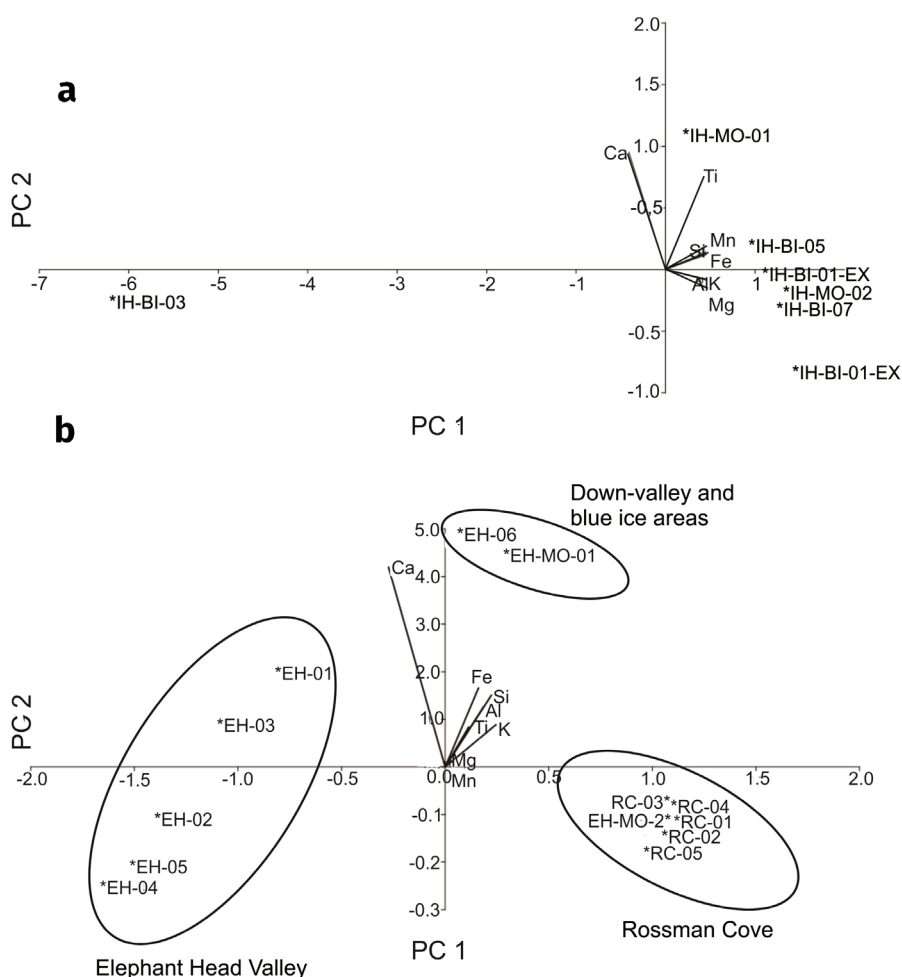 a
2.0
1.5
*IH-MO-01
1.0
Ca
Ti
-0,5
PC 2
Mn
*IH-BI-05
Si
Fe
-7 -6 -5 -4 -3 -2 -1 1
*IH-BI-01-EX
AlK
*IH-MO-02
*IH-BI-03
Mg
*IH-BI-07
-0.5
*IH-BI-01-EX
-1.0
PC 1
b
Down-valley and
blue ice areas
5.0
*EH-06
*EH-MO-01
Ca
4.0
3.0
*EH-01
2.0
Fe
Si
Al
*EH-03
1.0
Ti K
PC 2
Mg
-2.0 -1.5 -1.0 -0.5 0.0 0.5 1.0 1.5 2.0
Mn
RC-03* *RC-04
-0.1
*EH-02
EH-MO-2* *RC-01
*RC-02
-0.2
*EH-05
*RC-05
*EH-04
-0.3
Rossman Cove
PC 1
Elephant Head Valley